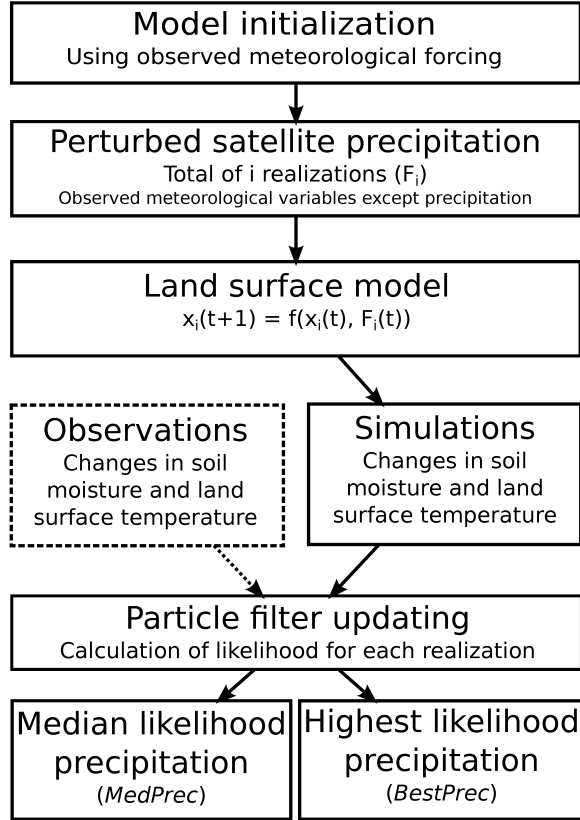 Model initialization
Using observed meteorological forcing
Perturbed satellite precipitation
Total of i realizations (Fᵢ)
Observed meteorological variables except precipitation
Land surface model
xᵢ(t+1) = f(xᵢ(t), Fᵢ(t))
Observations
Changes in soil
moisture and land
surface temperature
Simulations
Changes in soil
moisture and land
surface temperature
Particle filter updating
Calculation of likelihood for each realization
Median likelihood
precipitation
(MedPrec)
Highest likelihood
precipitation
(BestPrec)